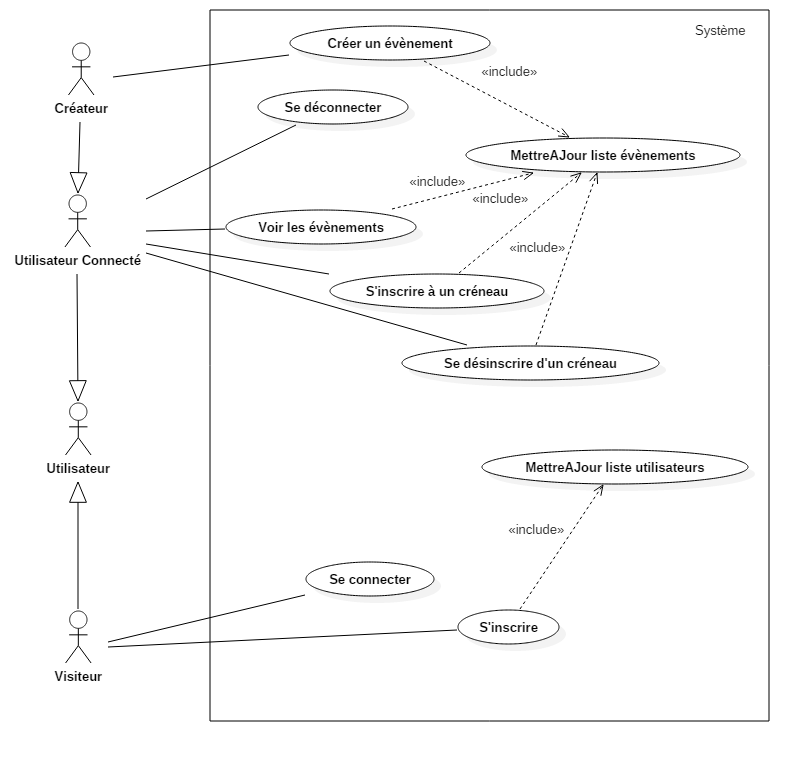 Système
Créer un évènement
«include»
Créateur
Se déconnecter
MettreAJour liste évènements
«include»
«include»
Voir les évènements
«include»
Utilisateur Connecté
S'inscrire à un créneau
Se désinscrire d'un créneau
Utilisateur
MettreAJour liste utilisateurs
«include»
Se connecter
S'inscrire
Visiteur